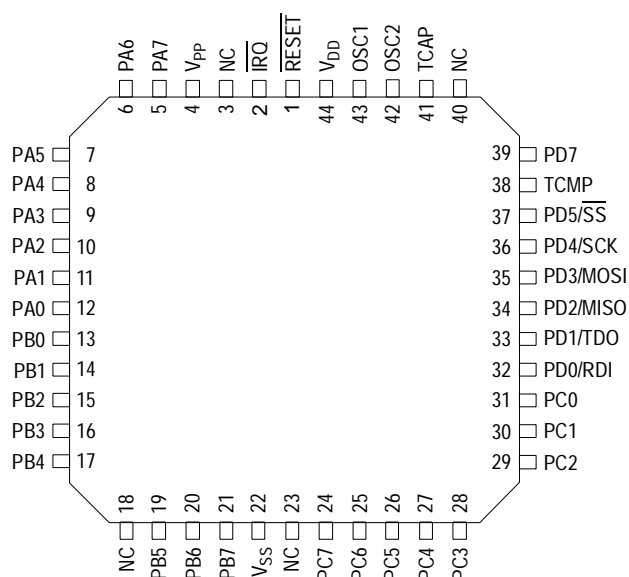 PA6 PA7 VPP NC I̅R̅Q̅ R̅E̅S̅E̅T̅ VDD OSC1 OSC2 TCAP NC
6 5 4 3 2 1 44 43 42 41 40
PA5 7 39 PD7
PA4 8 38 TCMP
PA3 9 37 PD5/S̅S̅
PA2 10 36 PD4/SCK
PA1 11 35 PD3/MOSI
PA0 12 34 PD2/MISO
PB0 13 33 PD1/TDO
PB1 14 32 PD0/RDI
PB2 15 31 PC0
PB3 16 30 PC1
PB4 17 29 PC2
18 19 20 21 22 23 24 25 26 27 28
NC PB5 PB6 PB7 VSS NC PC7 PC6 PC5 PC4 PC3